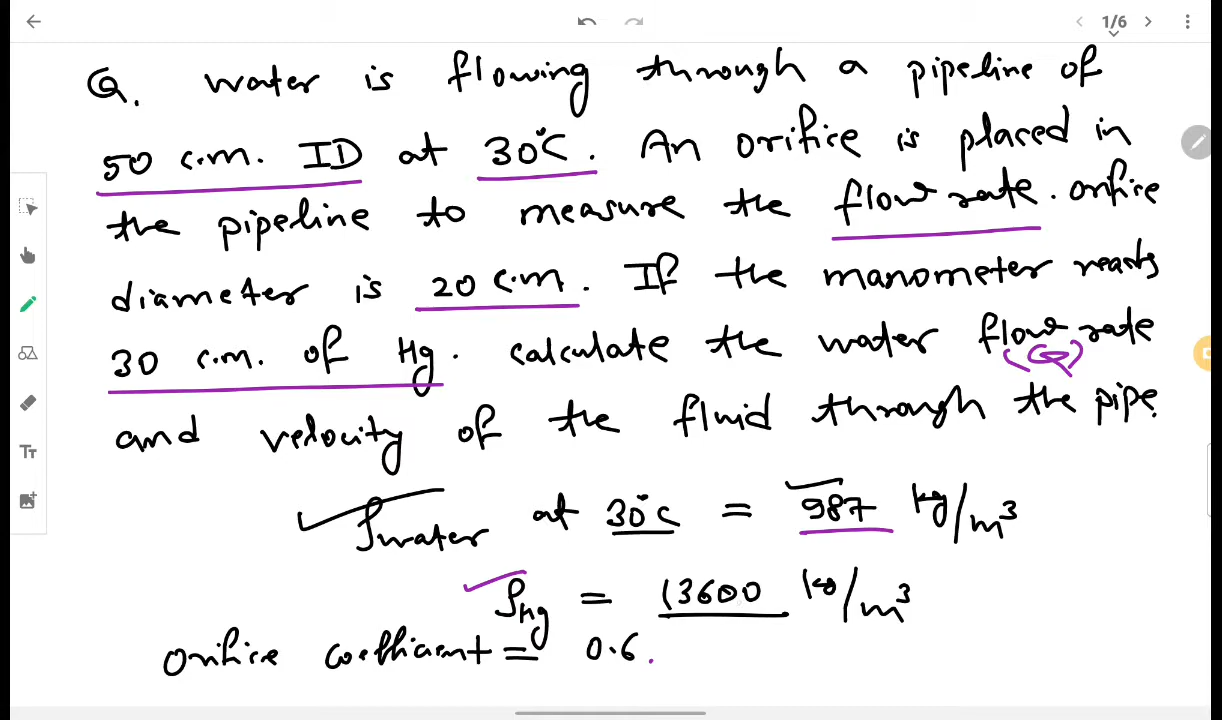 1/6
Q. Water is flowing through a pipeline of
50 c.m. ID at 30°C. An orifice is placed in
the pipeline to measure the flow rate. orifice
diameter is 20 c.m. If the manometer reads
30 c.m. of Hg. calculate the water flow rate
(Q)
and velocity of the fluid through the pipe.
ρwater at 30°C = 987 kg/m³
ρHg = 13600 kg/m³
Orifice coefficient = 0.6.
Tт